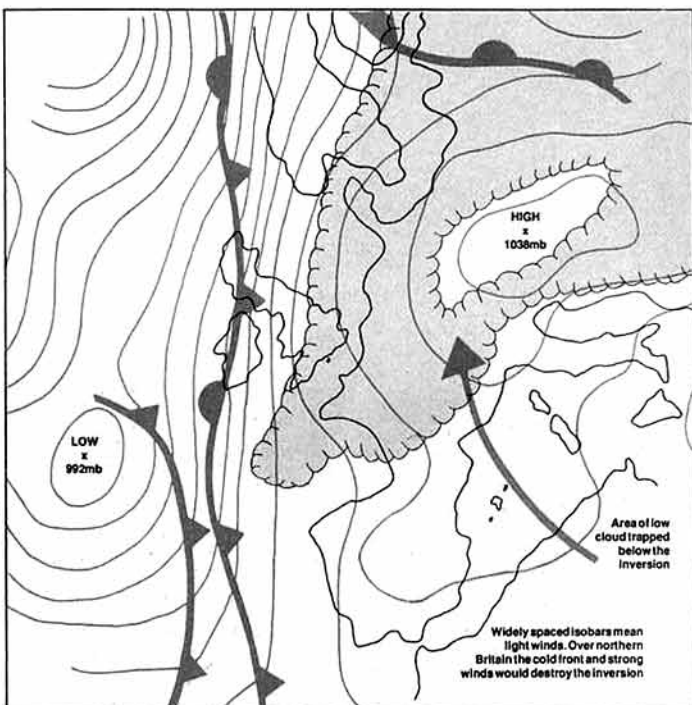 HIGH
x
1038mb
LOW
x
992mb
Area of low
cloud trapped
below the
inversion
Widely spaced isobars mean
light winds. Over northern
Britain the cold front and strong
winds would destroy the inversion